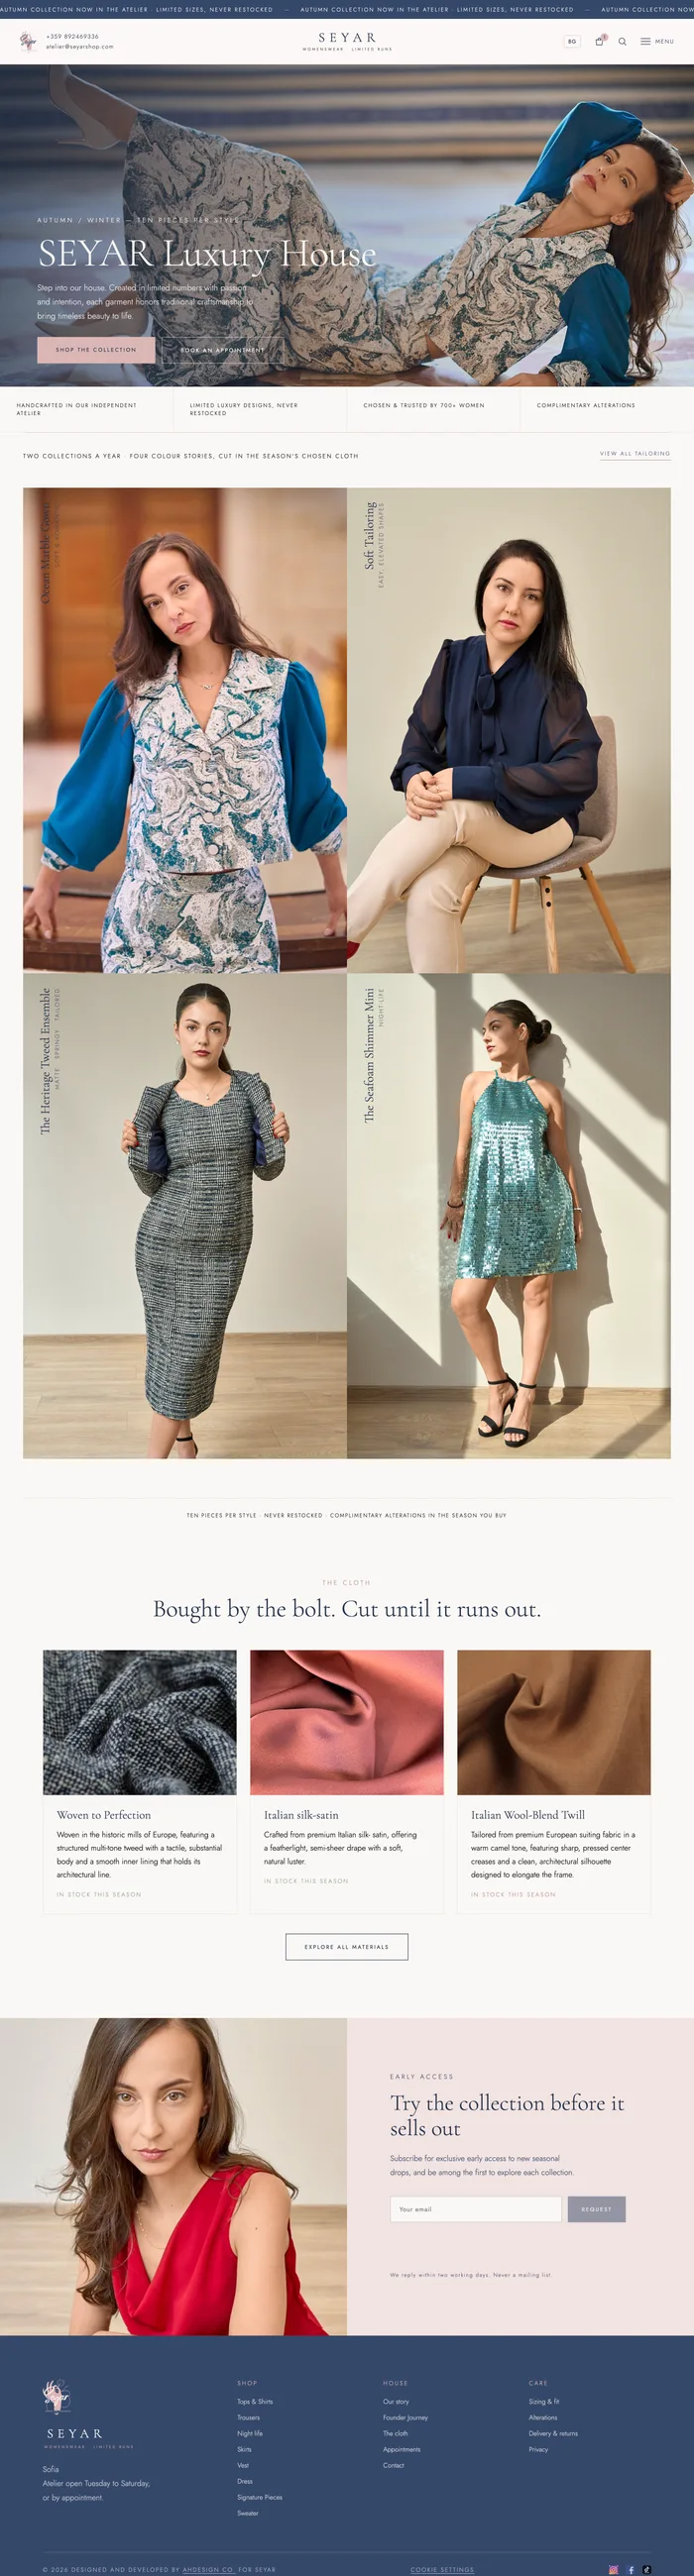 AUTUMN COLLECTION NOW IN THE ATELIER · LIMITED SIZES, NEVER RESTOCKED — AUTUMN COLLECTION NOW IN THE ATELIER · LIMITED SIZES, NEVER RESTOCKED — AUTUMN COLLECTION NOW
+359 892469336
atelier@seyarshop.com
SEYAR
WOMENSWEAR · LIMITED RUNS
BG
MENU
AUTUMN / WINTER — TEN PIECES PER STYLE
SEYAR Luxury House
Step into our house. Created in limited numbers with passion
and intention, each garment honors traditional craftsmanship to
bring timeless beauty to life.
SHOP THE COLLECTION
BOOK AN APPOINTMENT
HANDCRAFTED IN OUR INDEPENDENT
ATELIER
LIMITED LUXURY DESIGNS, NEVER
RESTOCKED
CHOSEN & TRUSTED BY 700+ WOMEN
COMPLIMENTARY ALTERATIONS
TWO COLLECTIONS A YEAR · FOUR COLOUR STORIES, CUT IN THE SEASON'S CHOSEN CLOTH
VIEW ALL TAILORING
Ocean Marble Gown
Soft Tailoring
EASY, ELEVATED SHAPES
The Heritage Tweed Ensemble
MATTE SPRINGY TAILORED
The Seafoam Shimmer Mini
NIGHT-LIFE
TEN PIECES PER STYLE · NEVER RESTOCKED · COMPLIMENTARY ALTERATIONS IN THE SEASON YOU BUY
THE CLOTH
Bought by the bolt. Cut until it runs out.
Woven to Perfection
Woven in the historic mills of Europe, featuring a
structured multi-tone tweed with a tactile, substantial
body and a smooth inner lining that holds its
architectural line.
IN STOCK THIS SEASON
Italian silk-satin
Crafted from premium Italian silk- satin, offering
a featherlight, semi-sheer drape with a soft,
natural luster.
IN STOCK THIS SEASON
Italian Wool-Blend Twill
Tailored from premium European suiting fabric in a
warm camel tone, featuring sharp, pressed center
creases and a clean, architectural silhouette
designed to elongate the frame.
IN STOCK THIS SEASON
EXPLORE ALL MATERIALS
EARLY ACCESS
Try the collection before it
sells out
Subscribe for exclusive early access to new seasonal
drops, and be among the first to explore each collection.
Your email
REQUEST
We reply within two working days. Never a mailing list.
SEYAR
WOMENSWEAR · LIMITED RUNS
Sofia
Atelier open Tuesday to Saturday,
or by appointment.
SHOP
Tops & Shirts
Trousers
Night life
Skirts
Vest
Dress
Signature Pieces
Sweater
HOUSE
Our story
Founder Journey
The cloth
Appointments
Contact
CARE
Sizing & fit
Alterations
Delivery & returns
Privacy
© 2026 DESIGNED AND DEVELOPED BY AHDESIGN CO. FOR SEYAR
COOKIE SETTINGS